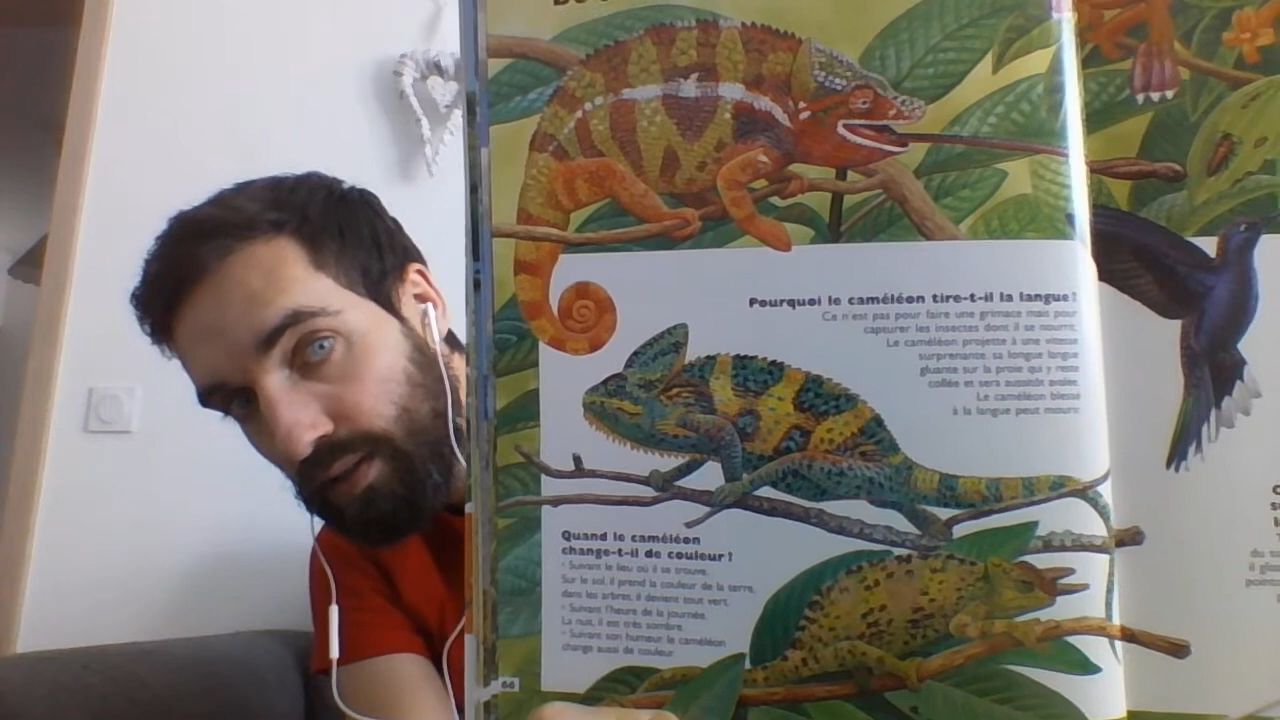 Pourquoi le caméléon tire-t-il la langue ?
Ce n'est pas pour faire une grimace mais pour
capturer les insectes dont il se nourrit.
Le caméléon projette à une vitesse
surprenante, sa longue langue
gluante sur la proie qui y reste
collée et sera aussitôt avalée.
Le caméléon blessé
à la langue peut mourir.
Quand le caméléon
change-t-il de couleur ?
* Suivant le lieu où il se trouve.
Sur le sol, il prend la couleur de la terre,
dans les arbres, il devient tout vert.
* Suivant l'heure de la journée.
La nuit, il est très sombre.
* Suivant son humeur le caméléon
change aussi de couleur
66